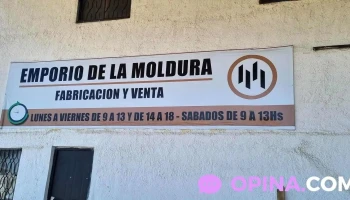 EMPORIO DE LA MOLDURA
FABRICACION Y VENTA
LUNES A VIERNES DE 9 A 13 Y DE 14 A 18 - SABADOS DE 9 A 13Hs
OPINA.COM